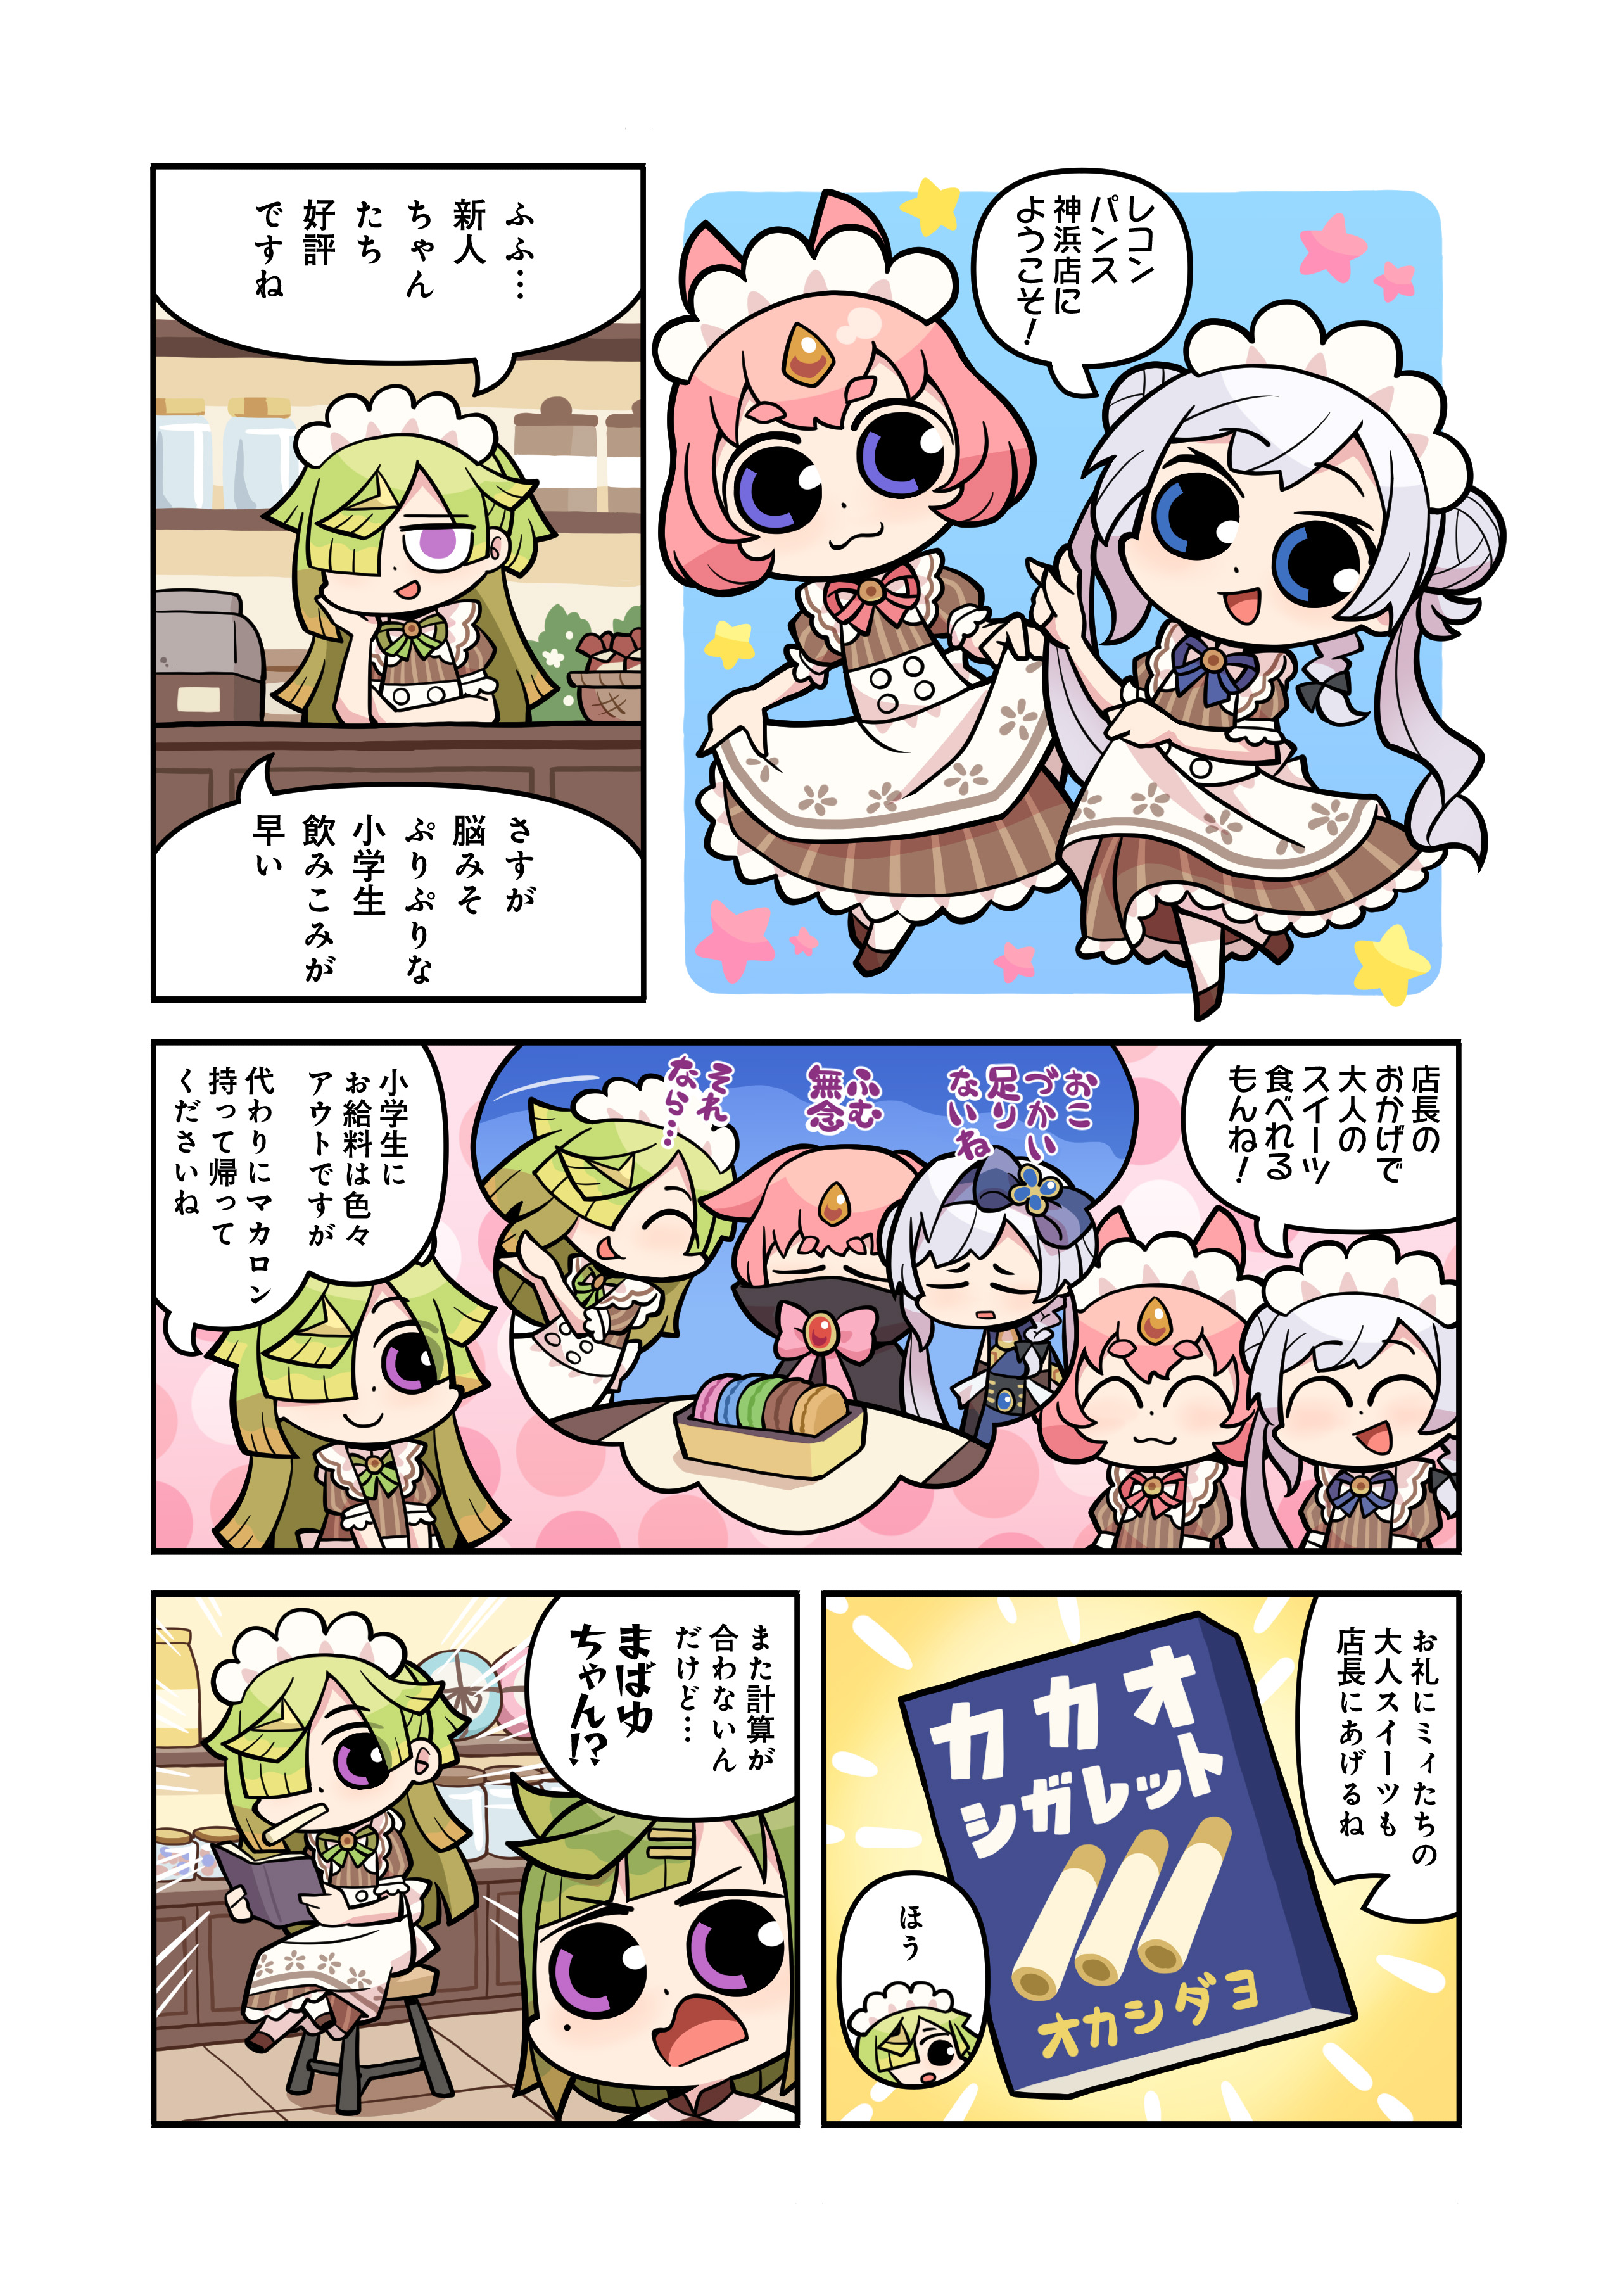 レコン
パンス
神浜店に
ようこそ！
ふふ…
新人
ちゃん
たち
好評
ですね
さすが
脳みそ
ぷりぷりな
小学生
飲みこみが
早い
店長の
おかげで
大人の
スイーツ
食べれる
もんね！
おこ
づかい
足り
ないね
ふむ
無念
それ
なら…
小学生に
お給料は色々
アウトですが
代わりにマカロン
持って帰って
くださいね
お礼にミィたちの
大人スイーツも
店長にあげるね
カカオ
シガレット
オカシダヨ
ほう
また計算が
合わないん
だけど…
まばゆ
ちゃん!?